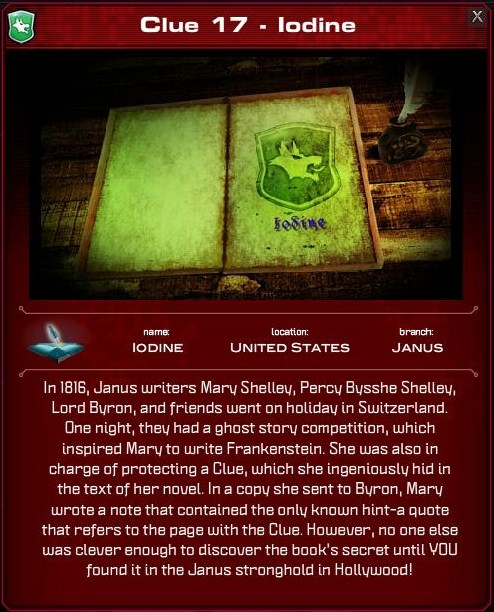 Clue 17 - Iodine
X
Iodine
name:
IODINE
location:
UNITED STATES
branch:
JANUS
In 1816, Janus writers Mary Shelley, Percy Bysshe Shelley,
Lord Byron, and friends went on holiday in Switzerland.
One night, they had a ghost story competition, which
inspired Mary to write Frankenstein. She was also in
charge of protecting a Clue, which she ingeniously hid in
the text of her novel. In a copy she sent to Byron, Mary
wrote a note that contained the only known hint-a quote
that refers to the page with the Clue. However, no one else
was clever enough to discover the book's secret until YOU
found it in the Janus stronghold in Hollywood!